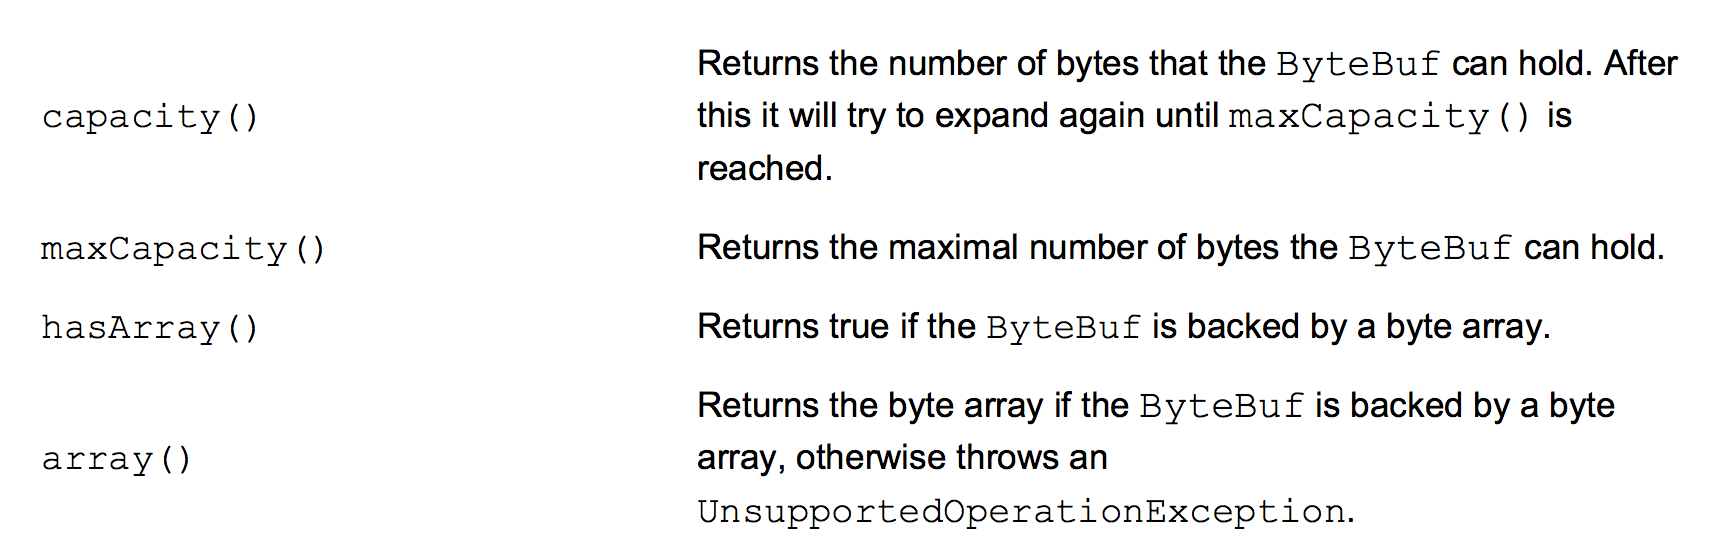 capacity()
Returns the number of bytes that the ByteBuf can hold. After
this it will try to expand again until maxCapacity() is
reached.
maxCapacity()
Returns the maximal number of bytes the ByteBuf can hold.
hasArray()
Returns true if the ByteBuf is backed by a byte array.
array()
Returns the byte array if the ByteBuf is backed by a byte
array, otherwise throws an
UnsupportedOperationException.